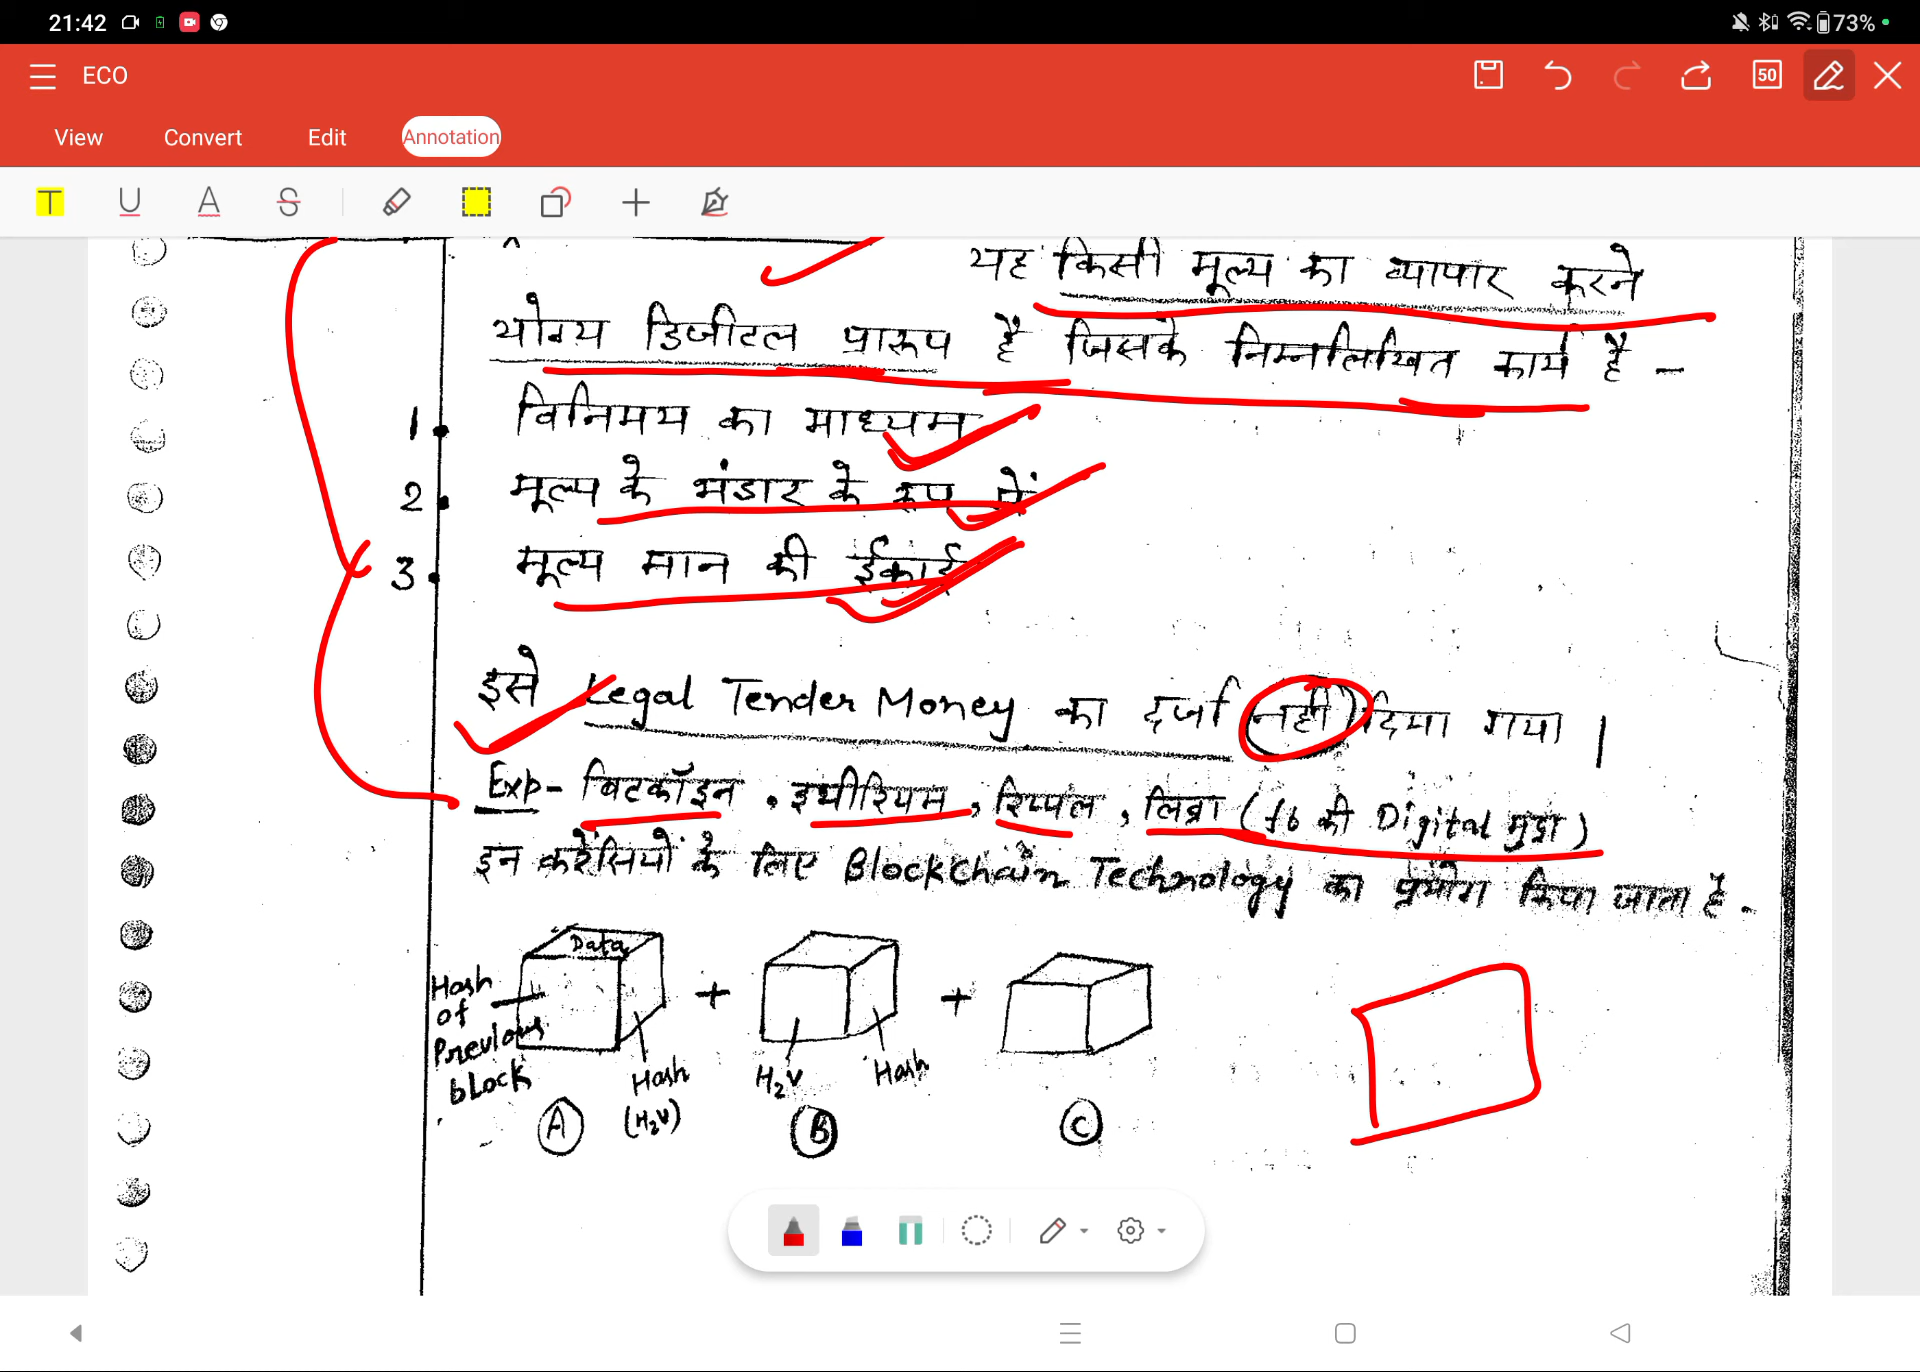 21:42 73%
ECO 50
View Convert Edit Annotation
T U A S
यह किसी मूल्य का व्यापार करने
योग्य डिजीटल प्रारूप है जिसके निम्नलिखित कार्य है -
1. विनिमय का माध्यम
2. मूल्य के भंडार के रूप में
3. मूल्य मान की ईकाई
इसे Legal Tender Money का दर्जा नहीं दिया गया |
Exp- बिटकॉइन , इथीरियम , रिप्पल , लिब्रा ( fb की Digital मुद्रा )
इन करेंसियों के लिए BlockChain Technology का प्रयोग किया जाता है .
Data
Hash of Previous block
+ +
Hash (H2V)
H2V Hash
A B C